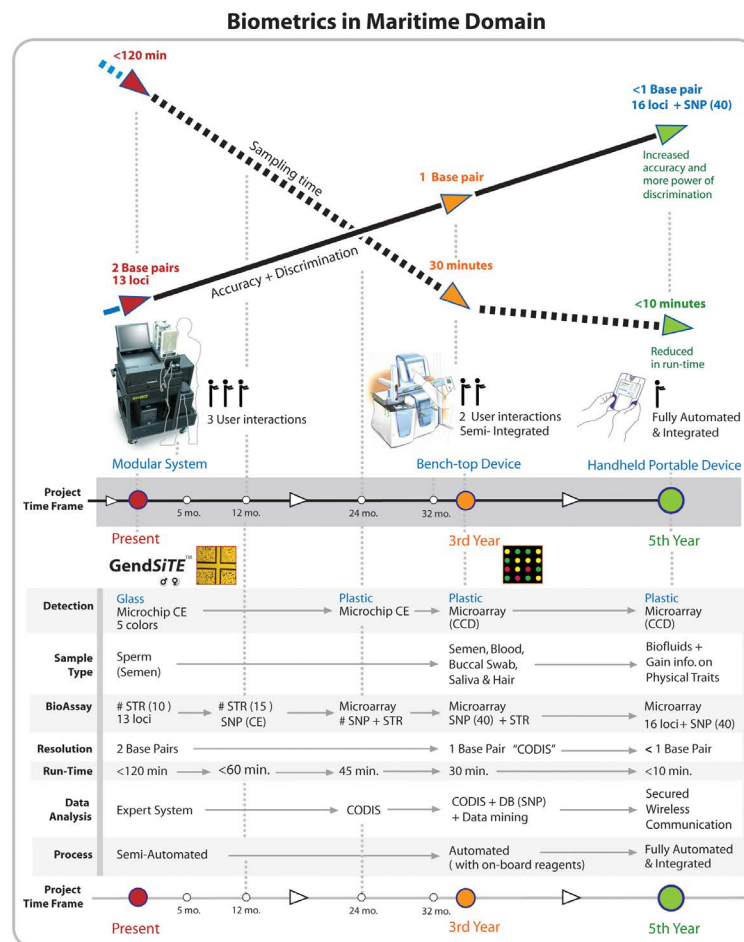 Biometrics in Maritime Domain
<120 min
<1 Base pair
16 loci + SNP (40)
Sampling time
Increased
accuracy and
more power of
discrimination
1 Base pair
2 Base pairs
13 loci
Accuracy + Discrimination
30 minutes
<10 minutes
Reduced
in run-time
3 User interactions
2 User interactions
Semi- Integrated
Fully Automated
& Integrated
Modular System
Bench-top Device
Handheld Portable Device
Project
Time Frame
5 mo.
12 mo.
24 mo.
32 mo.
Present
3rd Year
5th Year
GendSiTE™
Detection
Glass
Microchip CE
5 colors
Plastic
Microchip CE
Plastic
Microarray
(CCD)
Plastic
Microarray
(CCD)
Sample
Type
Sperm
(Semen)
Semen, Blood,
Buccal Swab,
Saliva & Hair
Biofluids +
Gain info. on
Physical Traits
BioAssay
# STR (10 )
13 loci
# STR (15 )
SNP (CE)
Microarray
# SNP + STR
Microarray
SNP (40) + STR
Microarray
16 loci+ SNP (40)
Resolution
2 Base Pairs
1 Base Pair "CODIS"
< 1 Base Pair
Run-Time
<120 min
<60 min.
45 min.
30 min.
<10 min.
Data
Analysis
Expert System
CODIS
CODIS + DB (SNP)
+ Data mining
Secured
Wireless
Communication
Process
Semi-Automated
Automated
( with on-board reagents)
Fully Automated
& Integrated
Project
Time Frame
5 mo.
12 mo.
24 mo.
32 mo.
Present
3rd Year
5th Year